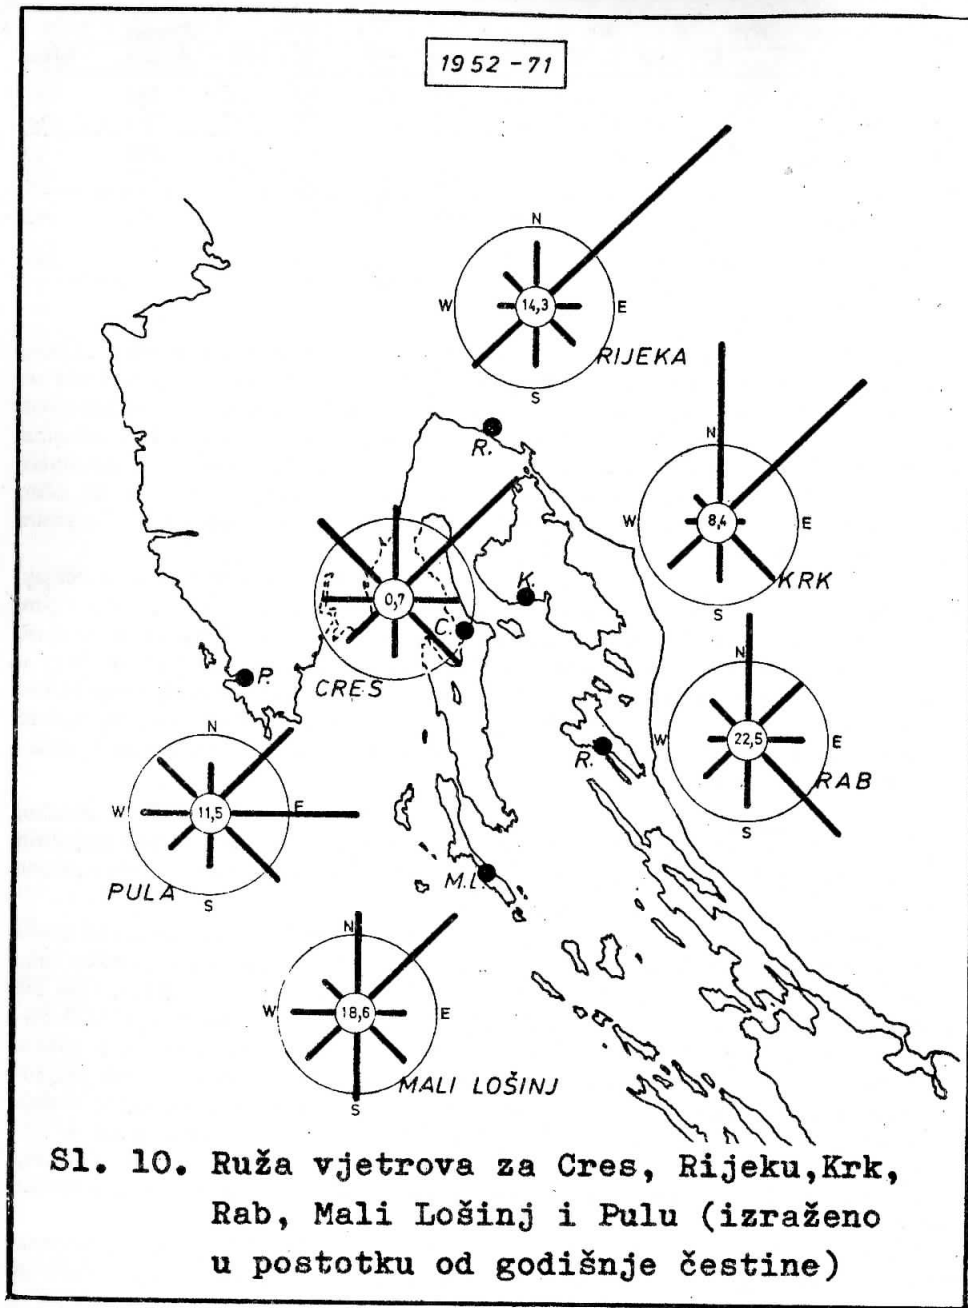 1952-71
N
W
14,3
E
RIJEKA
S
R.
N
W
8,4
E
KRK
S
K.
0,7
C.
CRES
P.
N
W
22,5
E
R.
RAB
S
N
W
11,5
E
PULA
S
M.L.
N
W
18,6
E
MALI LOŠINJ
S
Sl. 10. Ruža vjetrova za Cres, Rijeku,Krk,
Rab, Mali Lošinj i Pulu (izraženo
u postotku od godišnje čestine)